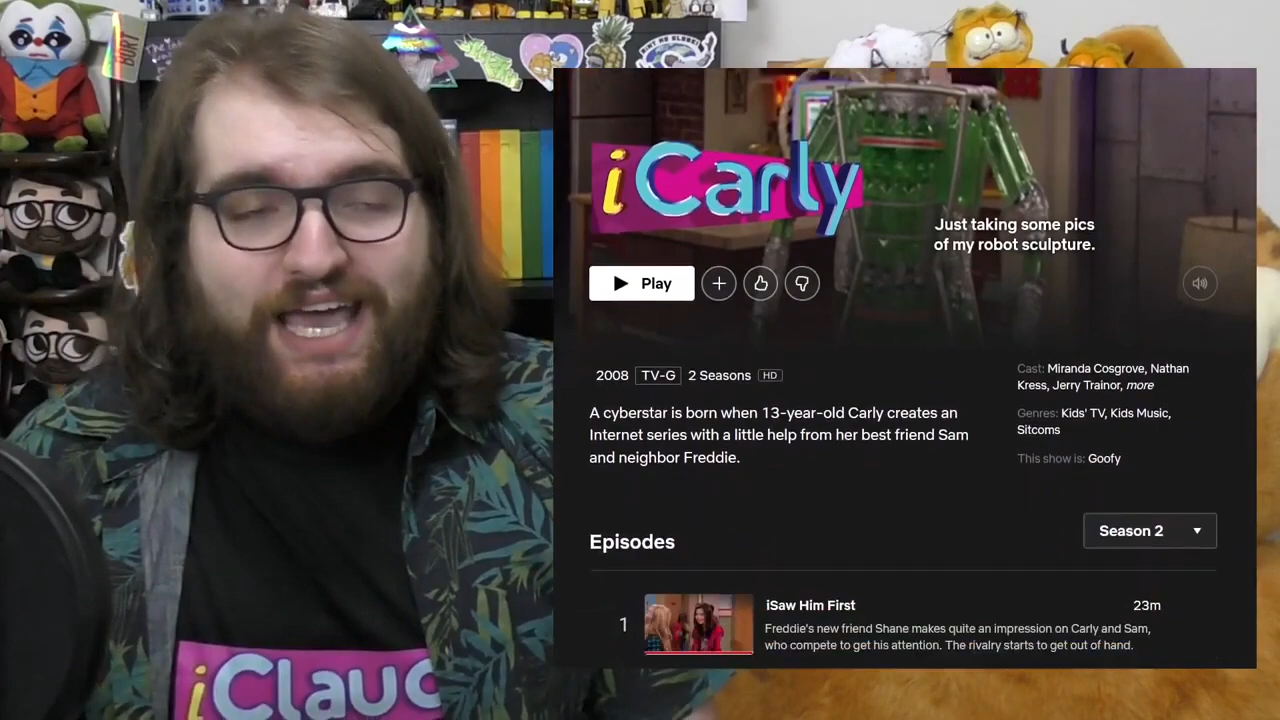 BURT
iCarly
Just taking some pics
of my robot sculpture.
Play
2008 TV-G 2 Seasons HD
Cast: Miranda Cosgrove, Nathan
Kress, Jerry Trainor, more
A cyberstar is born when 13-year-old Carly creates an
Internet series with a little help from her best friend Sam
and neighbor Freddie.
Genres: Kids' TV, Kids Music,
Sitcoms
This show is: Goofy
Episodes
Season 2
1
iSaw Him First
23m
Freddie's new friend Shane makes quite an impression on Carly and Sam,
who compete to get his attention. The rivalry starts to get out of hand.